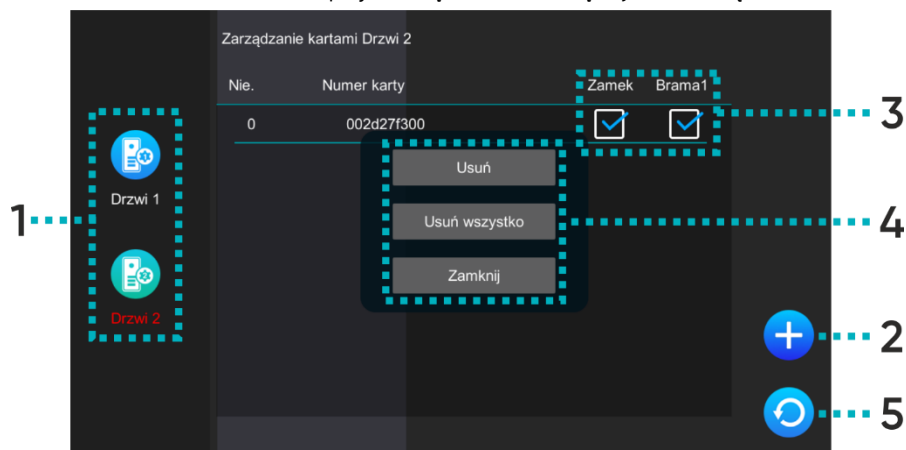 Zarządzanie kartami Drzwi 2
Nie. Numer karty Zamek Brama1
3
0 002d27f300
Usuń
Drzwi 1
1
Usuń wszystko
4
Zamknij
Drzwi 2
2
5